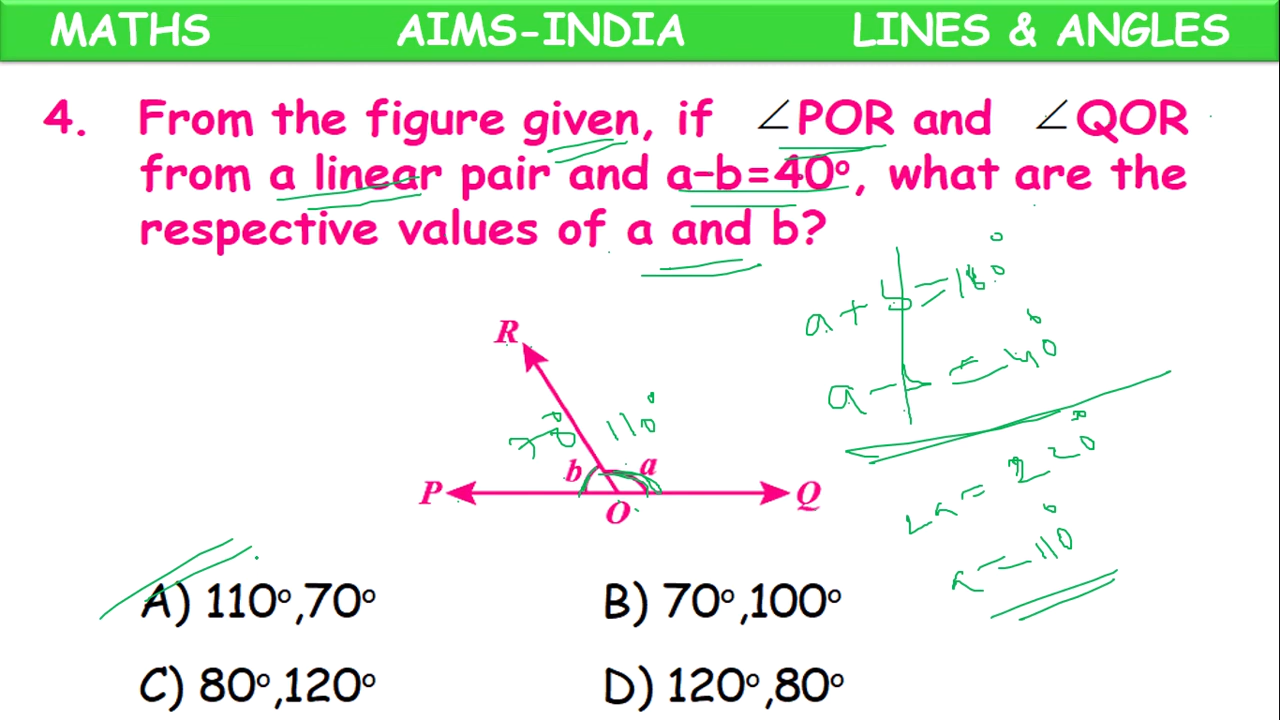 MATHS AIMS-INDIA LINES & ANGLES
4. From the figure given, if ∠POR and ∠QOR
from a linear pair and a–b=40°, what are the
respective values of a and b?
a + b = 180°
a - b = 40°
2a = 220°
a = 110°
R
70° 110°
b a
P O Q
A) 110°,70° B) 70°,100°
C) 80°,120° D) 120°,80°